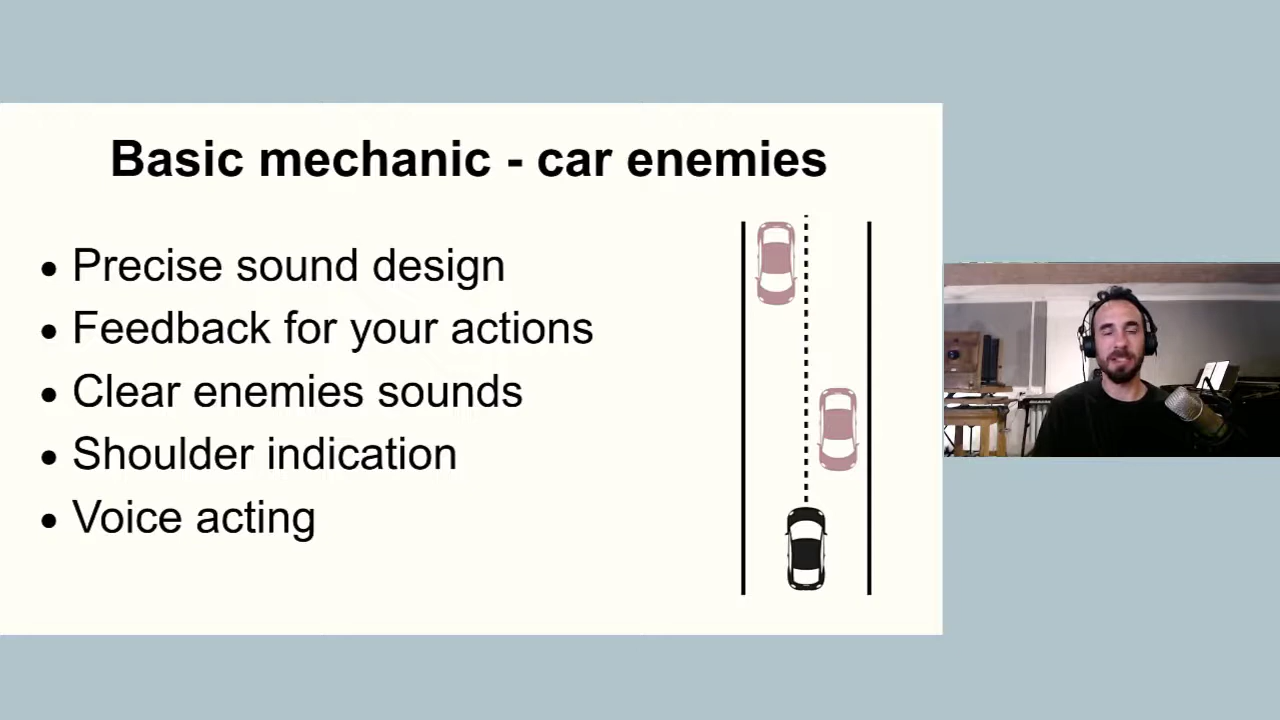 Basic mechanic - car enemies
• Precise sound design
• Feedback for your actions
• Clear enemies sounds
• Shoulder indication
• Voice acting